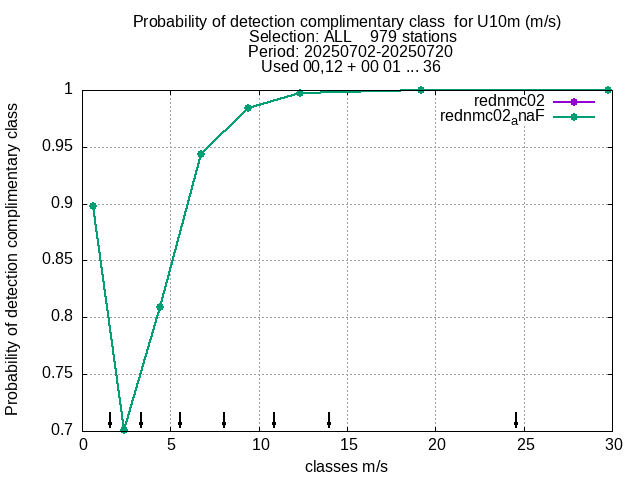 Probability of detection complimentary class  for U10m (m/s)
Selection: ALL    979 stations
Period: 20250702-20250720
Used 00,12 + 00 01 ... 36
rednmc02
rednmc02anaF
Probability of detection complimentary class
1
0.95
0.9
0.85
0.8
0.75
0.7
0 5 10 15 20 25 30
classes m/s